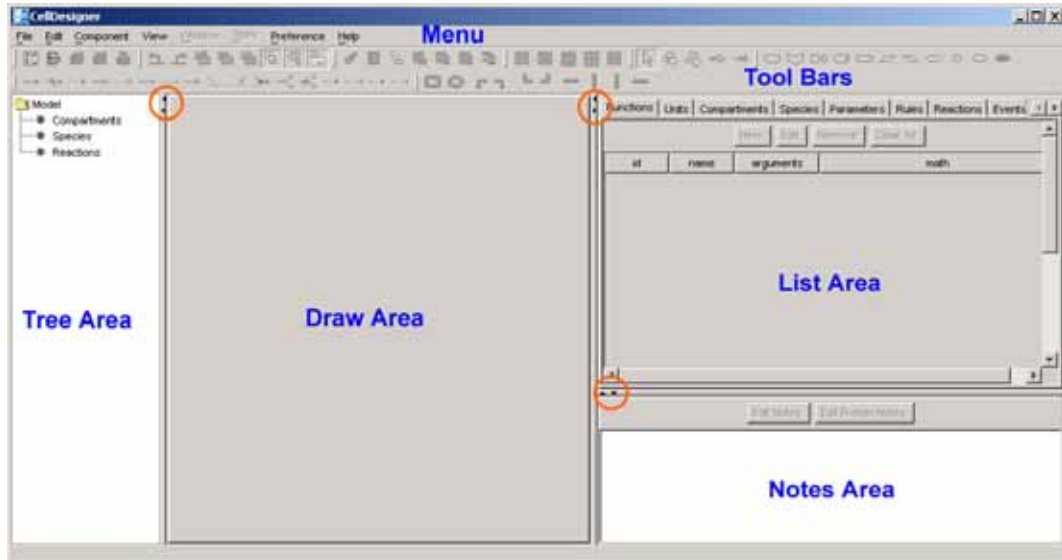 CellDesigner
File Edit Component View Preference Help
Menu
Tool Bars
Model
Compartments
Species
Reactions
Functions Units Compartments Species Parameters Rules Reactions Events
New Edit Remove Clear All
id name arguments math
List Area
Tree Area
Draw Area
Edit Notes Edit Protein Notes
Notes Area